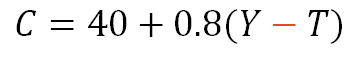 C = 40 + 0.8(Y − T)